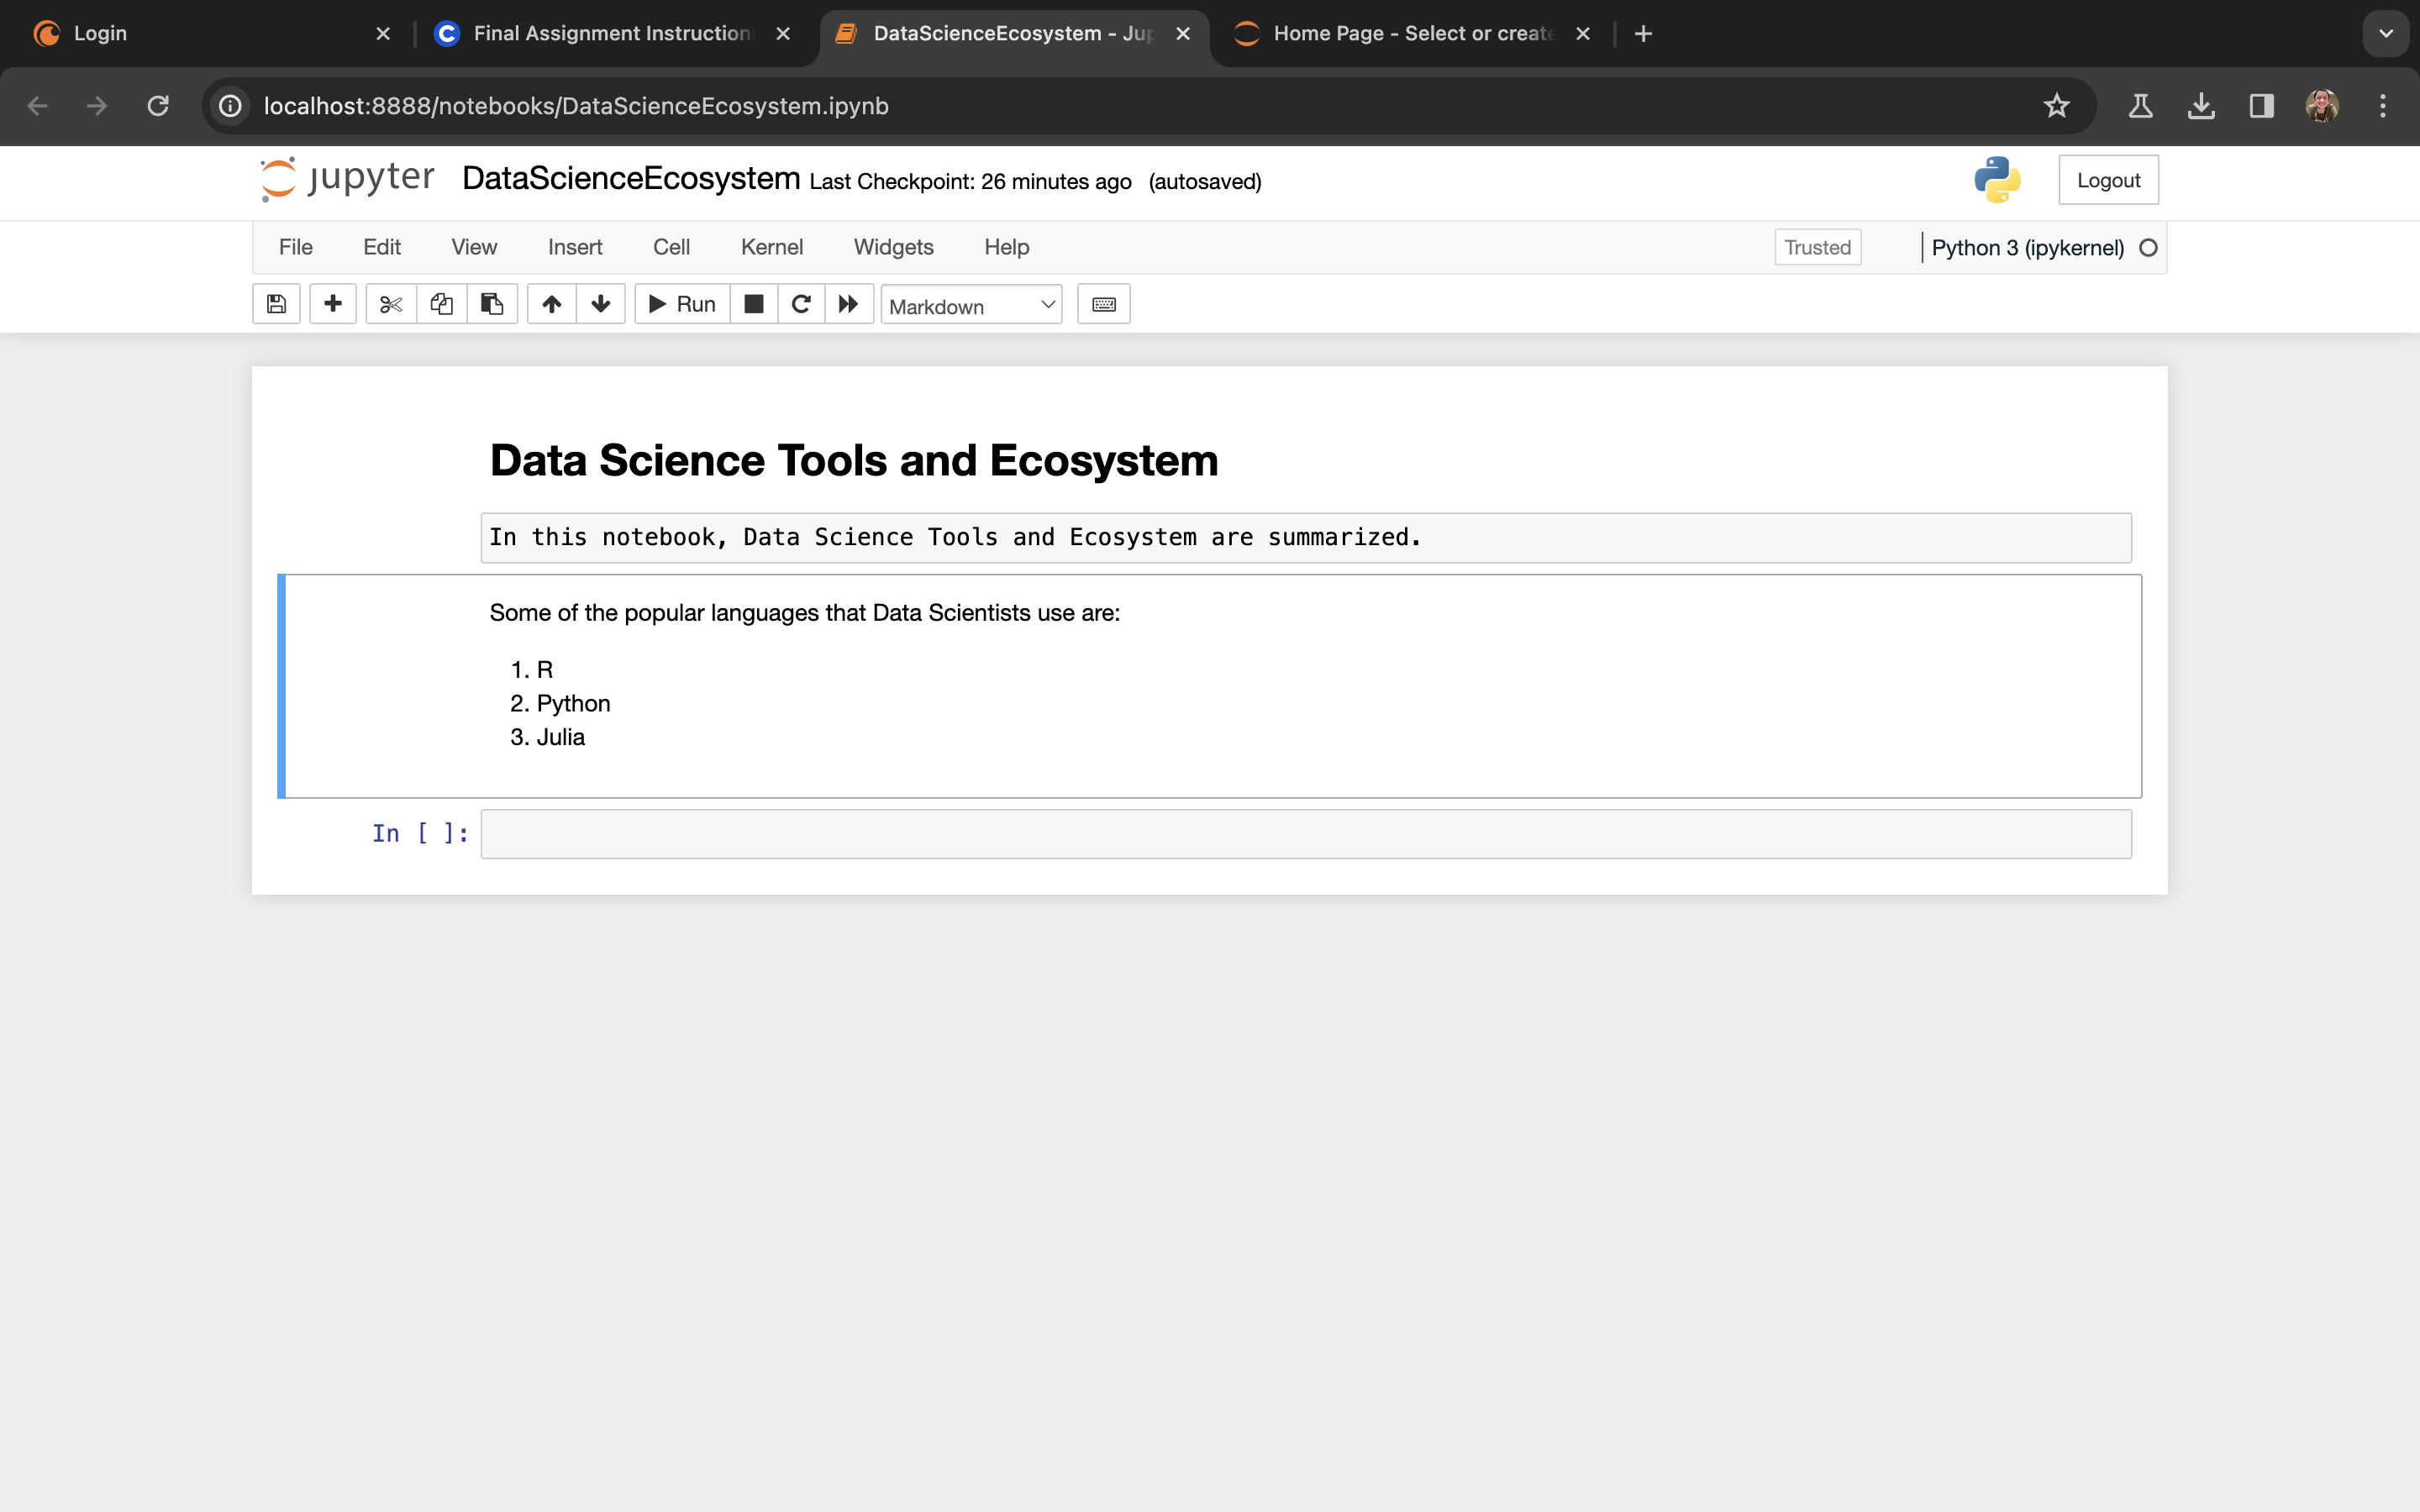 Login
Final Assignment Instruction
DataScienceEcosystem - Jup
Home Page - Select or create
localhost:8888/notebooks/DataScienceEcosystem.ipynb
jupyter DataScienceEcosystem Last Checkpoint: 26 minutes ago (autosaved)
Logout
File Edit View Insert Cell Kernel Widgets Help
Trusted
Python 3 (ipykernel)
Run
Markdown
Data Science Tools and Ecosystem
In this notebook, Data Science Tools and Ecosystem are summarized.
Some of the popular languages that Data Scientists use are:
1. R
2. Python
3. Julia
In [ ]: